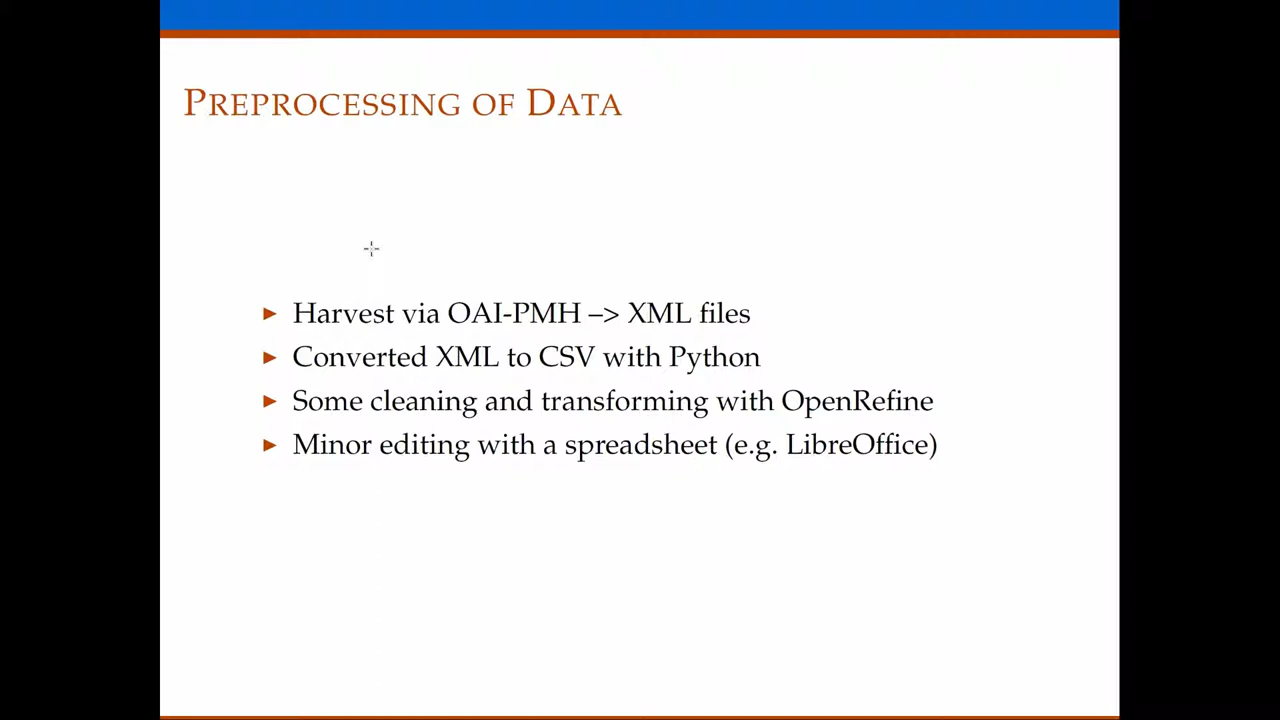 PREPROCESSING OF DATA
► Harvest via OAI-PMH –> XML files
► Converted XML to CSV with Python
► Some cleaning and transforming with OpenRefine
► Minor editing with a spreadsheet (e.g. LibreOffice)